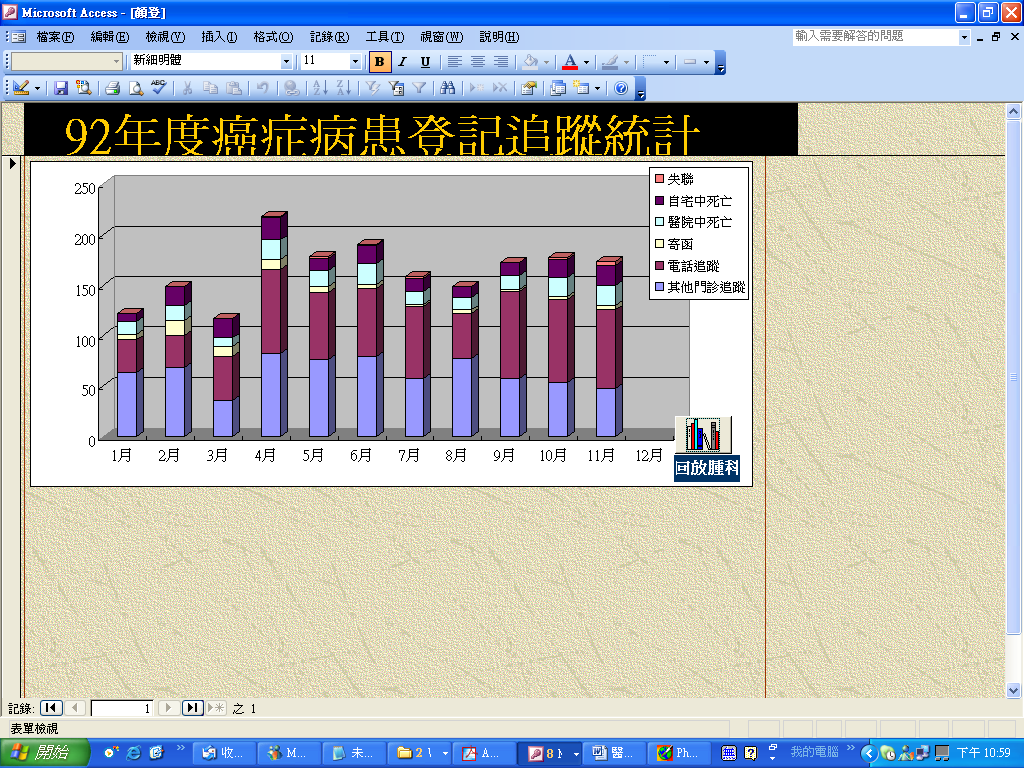 Microsoft Access - [顏登]
檔案(F) 編輯(E) 檢視(V) 插入(I) 格式(O) 記錄(R) 工具(T) 視窗(W) 說明(H) 輸入需要解答的問題
新細明體 11 B I U
92年度癌症病患登記追蹤統計
250
200
150
100
50
0
1月 2月 3月 4月 5月 6月 7月 8月 9月 10月 11月 12月
失聯
自宅中死亡
醫院中死亡
寄函
電話追蹤
其他門診追蹤
回放腫科
記錄: 1 之 1
表單檢視
開始 收... M... 未... 2 \ A... 醫... Ph... 我的電腦 下午 10:59